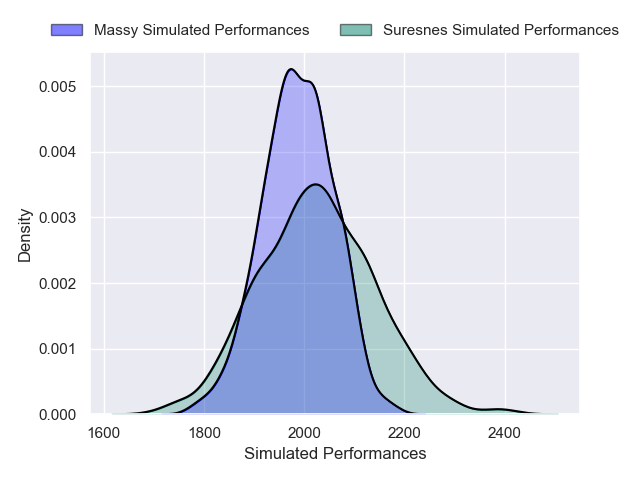 Massy Simulated Performances Suresnes Simulated Performances
0.005
0.004
0.003
0.002
0.001
0.000
Density
1600 1800 2000 2200 2400
Simulated Performances